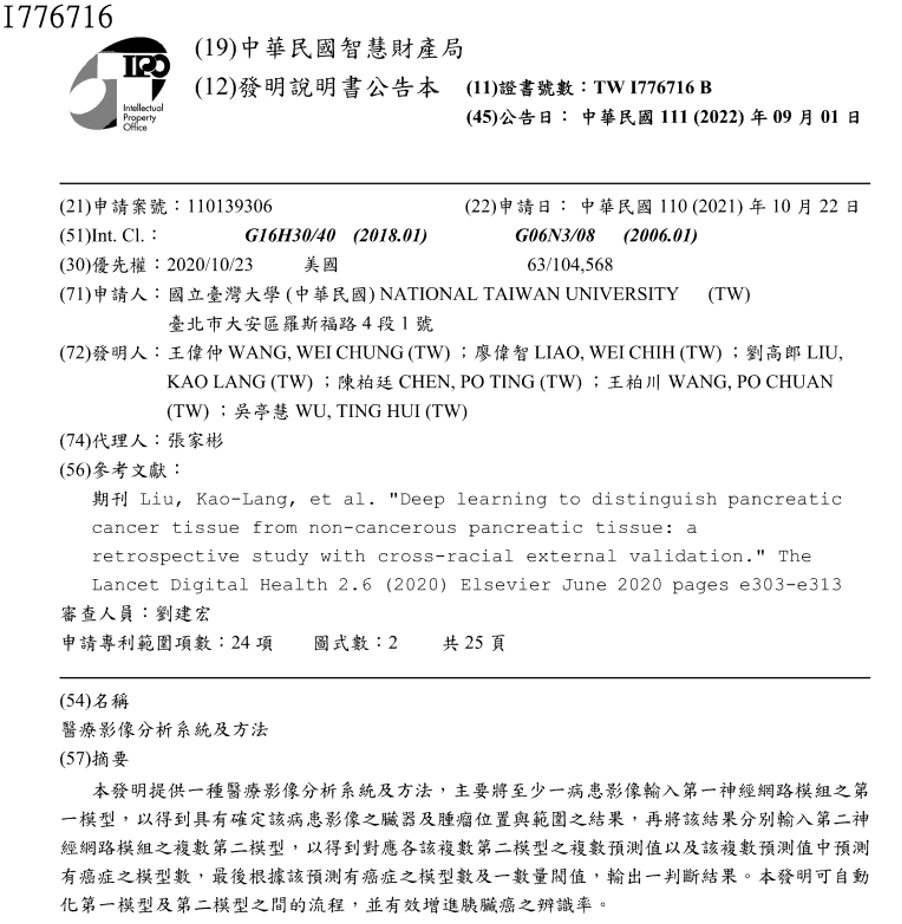 I776716
(19)中華民國智慧財產局
(12)發明說明書公告本 (11)證書號數：TW I776716 B
(45)公告日： 中華民國 111 (2022) 年 09 月 01 日
IPO
Intellectual
Property
Office
(21)申請案號：110139306 (22)申請日： 中華民國 110 (2021) 年 10 月 22 日
(51)Int. Cl.： G16H30/40 (2018.01) G06N3/08 (2006.01)
(30)優先權：2020/10/23 美國 63/104,568
(71)申請人：國立臺灣大學 (中華民國) NATIONAL TAIWAN UNIVERSITY (TW)
臺北市大安區羅斯福路 4 段 1 號
(72)發明人：王偉仲 WANG, WEI CHUNG (TW) ；廖偉智 LIAO, WEI CHIH (TW) ；劉高郎 LIU,
KAO LANG (TW) ；陳柏廷 CHEN, PO TING (TW) ；王柏川 WANG, PO CHUAN
(TW) ；吳亭慧 WU, TING HUI (TW)
(74)代理人：張家彬
(56)參考文獻：
期刊 Liu, Kao-Lang, et al. "Deep learning to distinguish pancreatic
cancer tissue from non-cancerous pancreatic tissue: a
retrospective study with cross-racial external validation." The
Lancet Digital Health 2.6 (2020) Elsevier June 2020 pages e303-e313
審查人員：劉建宏
申請專利範圍項數：24 項 圖式數：2 共 25 頁
(54)名稱
醫療影像分析系統及方法
(57)摘要
本發明提供一種醫療影像分析系統及方法，主要將至少一病患影像輸入第一神經網路模組之第
一模型，以得到具有確定該病患影像之臟器及腫瘤位置與範圍之結果，再將該結果分別輸入第二神
經網路模組之複數第二模型，以得到對應各該複數第二模型之複數預測值以及該複數預測值中預測
有癌症之模型數，最後根據該預測有癌症之模型數及一數量閥值，輸出一判斷結果。本發明可自動
化第一模型及第二模型之間的流程，並有效增進胰臟癌之辨識率。